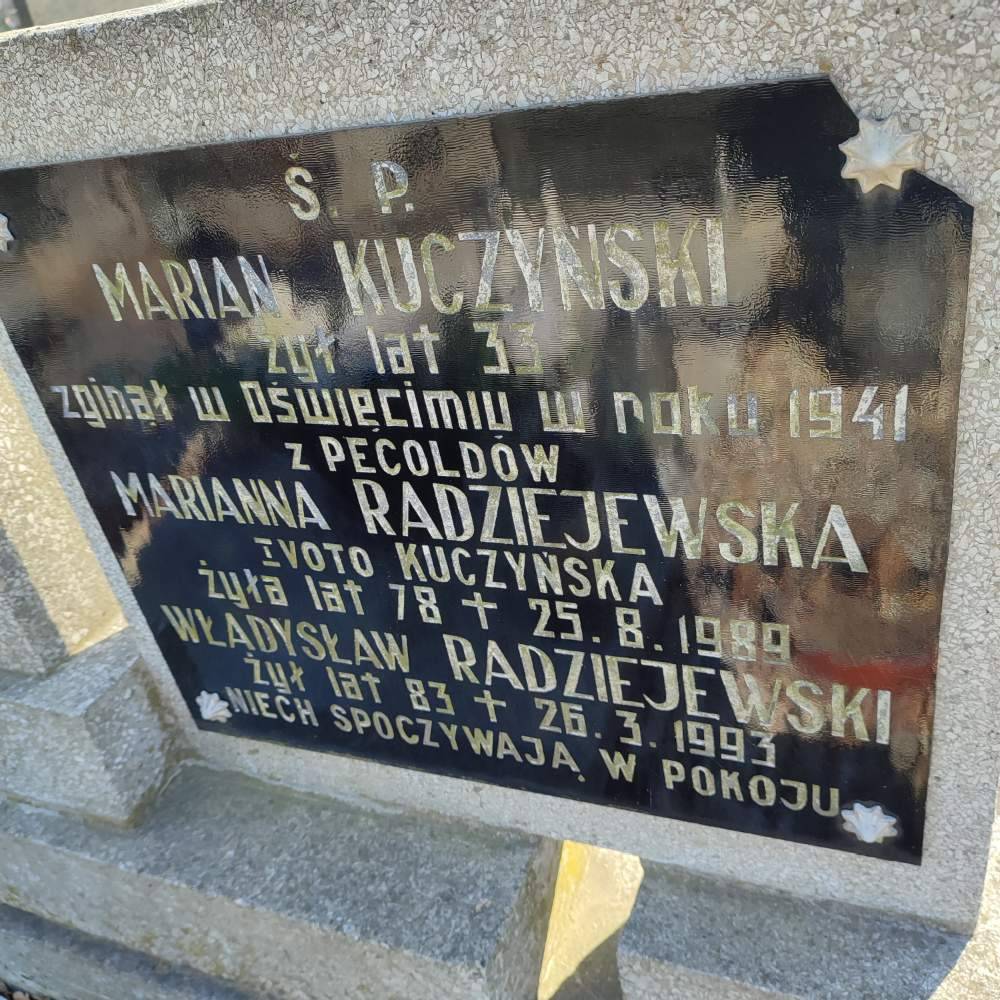 Ś. P.
MARIAN KUCZYŃSKI
żył lat 33
zginął w Oświęcimiu w roku 1941
Z PĘCOLDÓW
MARIANNA RADZIEJEWSKA
I VOTO KUCZYŃSKA
żyła lat 78 + 25.8.1989
WŁADYSŁAW RADZIEJEWSKI
żył lat 83 + 26.3.1993
NIECH SPOCZYWAJĄ W POKOJU